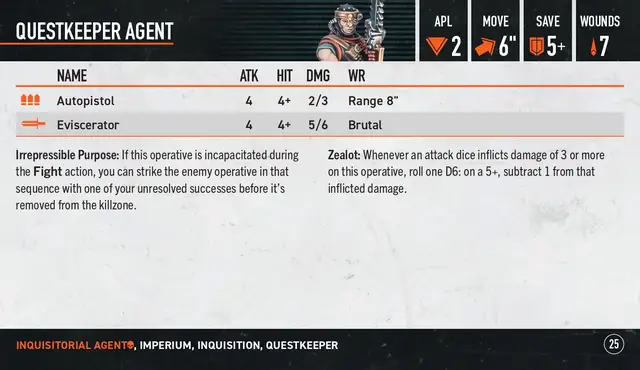 QUESTKEEPER AGENT
APL
2
MOVE
6"
SAVE
5+
WOUNDS
7
NAME ATK HIT DMG WR
Autopistol 4 4+ 2/3 Range 8"
Eviscerator 4 4+ 5/6 Brutal
Irrepressible Purpose: If this operative is incapacitated during
the Fight action, you can strike the enemy operative in that
sequence with one of your unresolved successes before it's
removed from the killzone.
Zealot: Whenever an attack dice inflicts damage of 3 or more
on this operative, roll one D6: on a 5+, subtract 1 from that
inflicted damage.
INQUISITORIAL AGENT, IMPERIUM, INQUISITION, QUESTKEEPER
25